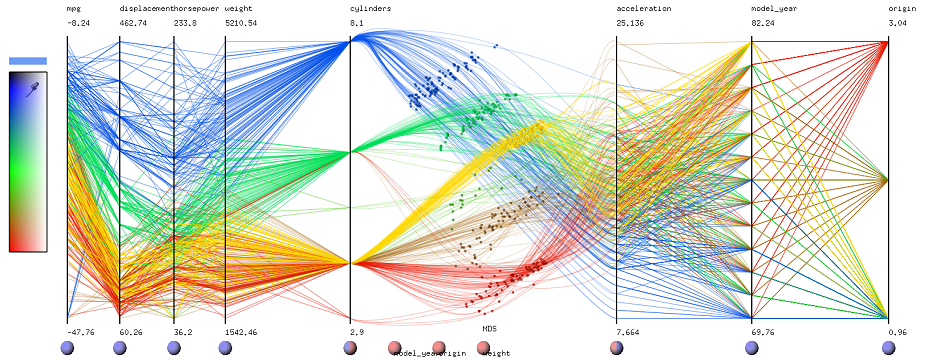 mpg displacement horsepower weight cylinders acceleration model_year origin
-8.24 462.74 233.8 5210.54 8.1 25.136 82.24 3.04
MDS
-47.76 60.26 36.2 1542.46 2.9 7.664 69.76 0.96
model_year origin weight